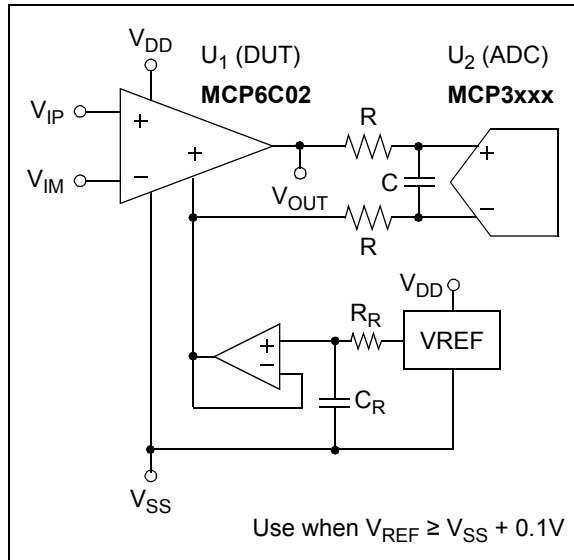 V_DD
U_1 (DUT)
MCP6C02
U_2 (ADC)
MCP3xxx
V_IP
V_IM
+
−
+
R
C
+
−
V_OUT
R
V_DD
R_R
VREF
+
−
C_R
V_SS
Use when V_REF ≥ V_SS + 0.1V